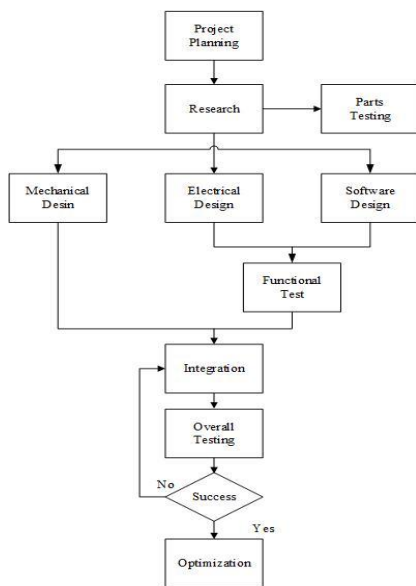 Project
Planning
Research
Parts
Testing
Mechanical
Desin
Electrical
Design
Software
Design
Functional
Test
Integration
Overall
Testing
No
Success
Yes
Optimization